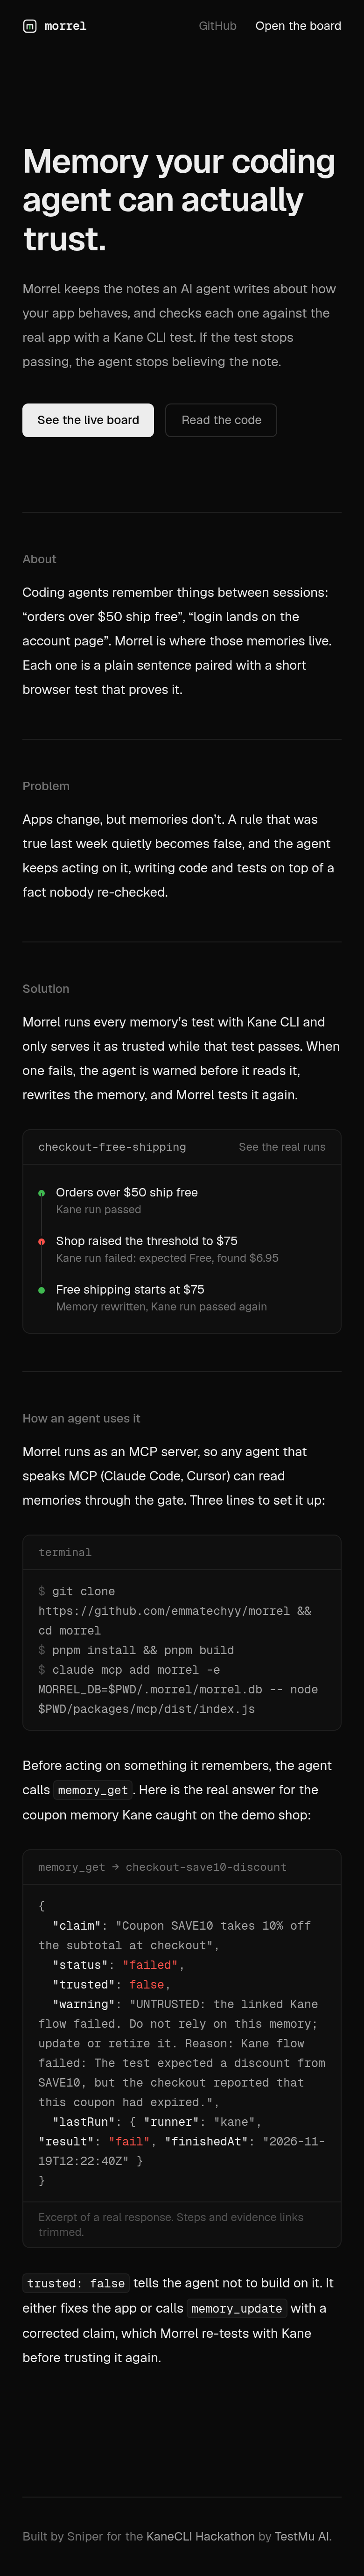 morrel
GitHub
Open the board
Memory your coding
agent can actually
trust.
Morrel keeps the notes an AI agent writes about how
your app behaves, and checks each one against the
real app with a Kane CLI test. If the test stops
passing, the agent stops believing the note.
See the live board
Read the code
About
Coding agents remember things between sessions:
“orders over $50 ship free”, “login lands on the
account page”. Morrel is where those memories live.
Each one is a plain sentence paired with a short
browser test that proves it.
Problem
Apps change, but memories don’t. A rule that was
true last week quietly becomes false, and the agent
keeps acting on it, writing code and tests on top of a
fact nobody re-checked.
Solution
Morrel runs every memory’s test with Kane CLI and
only serves it as trusted while that test passes. When
one fails, the agent is warned before it reads it,
rewrites the memory, and Morrel tests it again.
checkout-free-shipping
See the real runs
Orders over $50 ship free
Kane run passed
Shop raised the threshold to $75
Kane run failed: expected Free, found $6.95
Free shipping starts at $75
Memory rewritten, Kane run passed again
How an agent uses it
Morrel runs as an MCP server, so any agent that
speaks MCP (Claude Code, Cursor) can read
memories through the gate. Three lines to set it up:
terminal
$ git clone
https://github.com/emmatechyy/morrel &&
cd morrel
$ pnpm install && pnpm build
$ claude mcp add morrel -e
MORREL_DB=$PWD/.morrel/morrel.db -- node
$PWD/packages/mcp/dist/index.js
Before acting on something it remembers, the agent
calls memory_get. Here is the real answer for the
coupon memory Kane caught on the demo shop:
memory_get → checkout-save10-discount
{
"claim": "Coupon SAVE10 takes 10% off
the subtotal at checkout",
"status": "failed",
"trusted": false,
"warning": "UNTRUSTED: the linked Kane
flow failed. Do not rely on this memory;
update or retire it. Reason: Kane flow
failed: The test expected a discount from
SAVE10, but the checkout reported that
this coupon had expired.",
"lastRun": { "runner": "kane",
"result": "fail", "finishedAt": "2026-11-
19T12:22:40Z" }
}
Excerpt of a real response. Steps and evidence links
trimmed.
trusted: false tells the agent not to build on it. It
either fixes the app or calls memory_update with a
corrected claim, which Morrel re-tests with Kane
before trusting it again.
Built by Sniper for the KaneCLI Hackathon by TestMu AI.